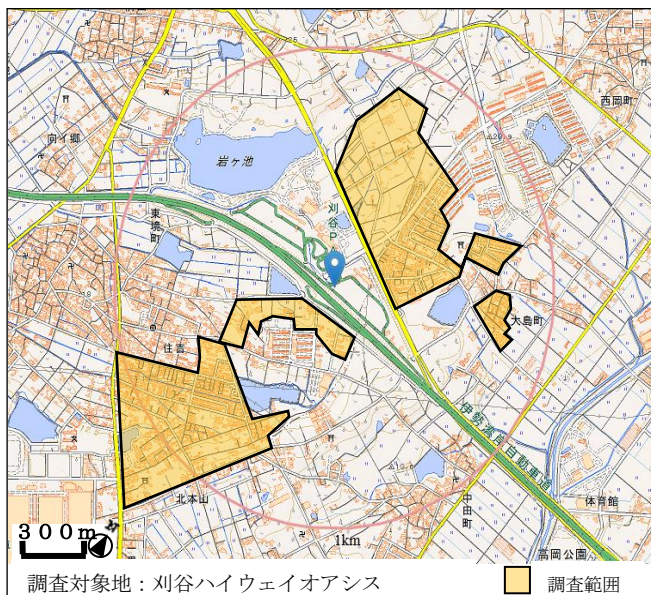 西岡町
向イ郷
岩ケ池
刈谷PA
東境町
住吉
大島町
伊勢湾岸自動車道
北本山
中田町
体育館
1km
高岡公園
300m
調査対象地：刈谷ハイウェイオアシス
調査範囲